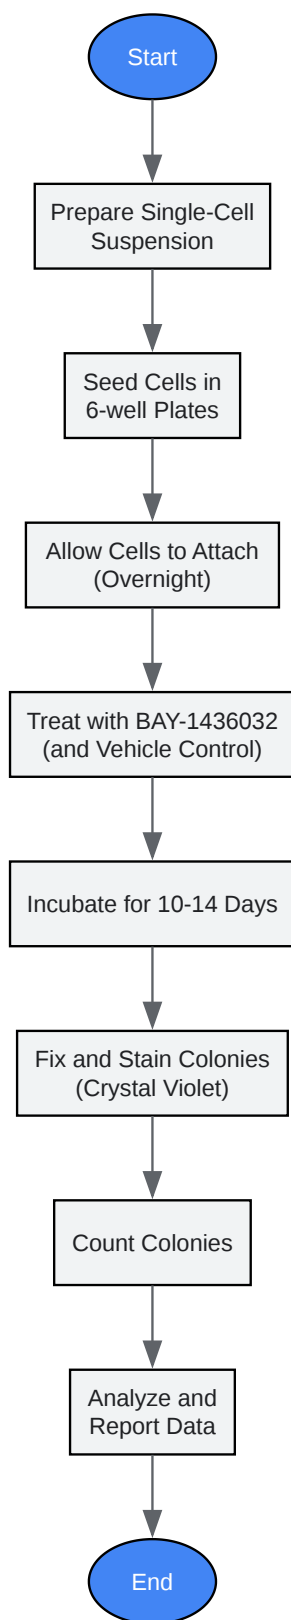 Start
Prepare Single-Cell
Suspension
Seed Cells in
6-well Plates
Allow Cells to Attach
(Overnight)
Treat with BAY-1436032
(and Vehicle Control)
Incubate for 10-14 Days
Fix and Stain Colonies
(Crystal Violet)
Count Colonies
Analyze and
Report Data
End